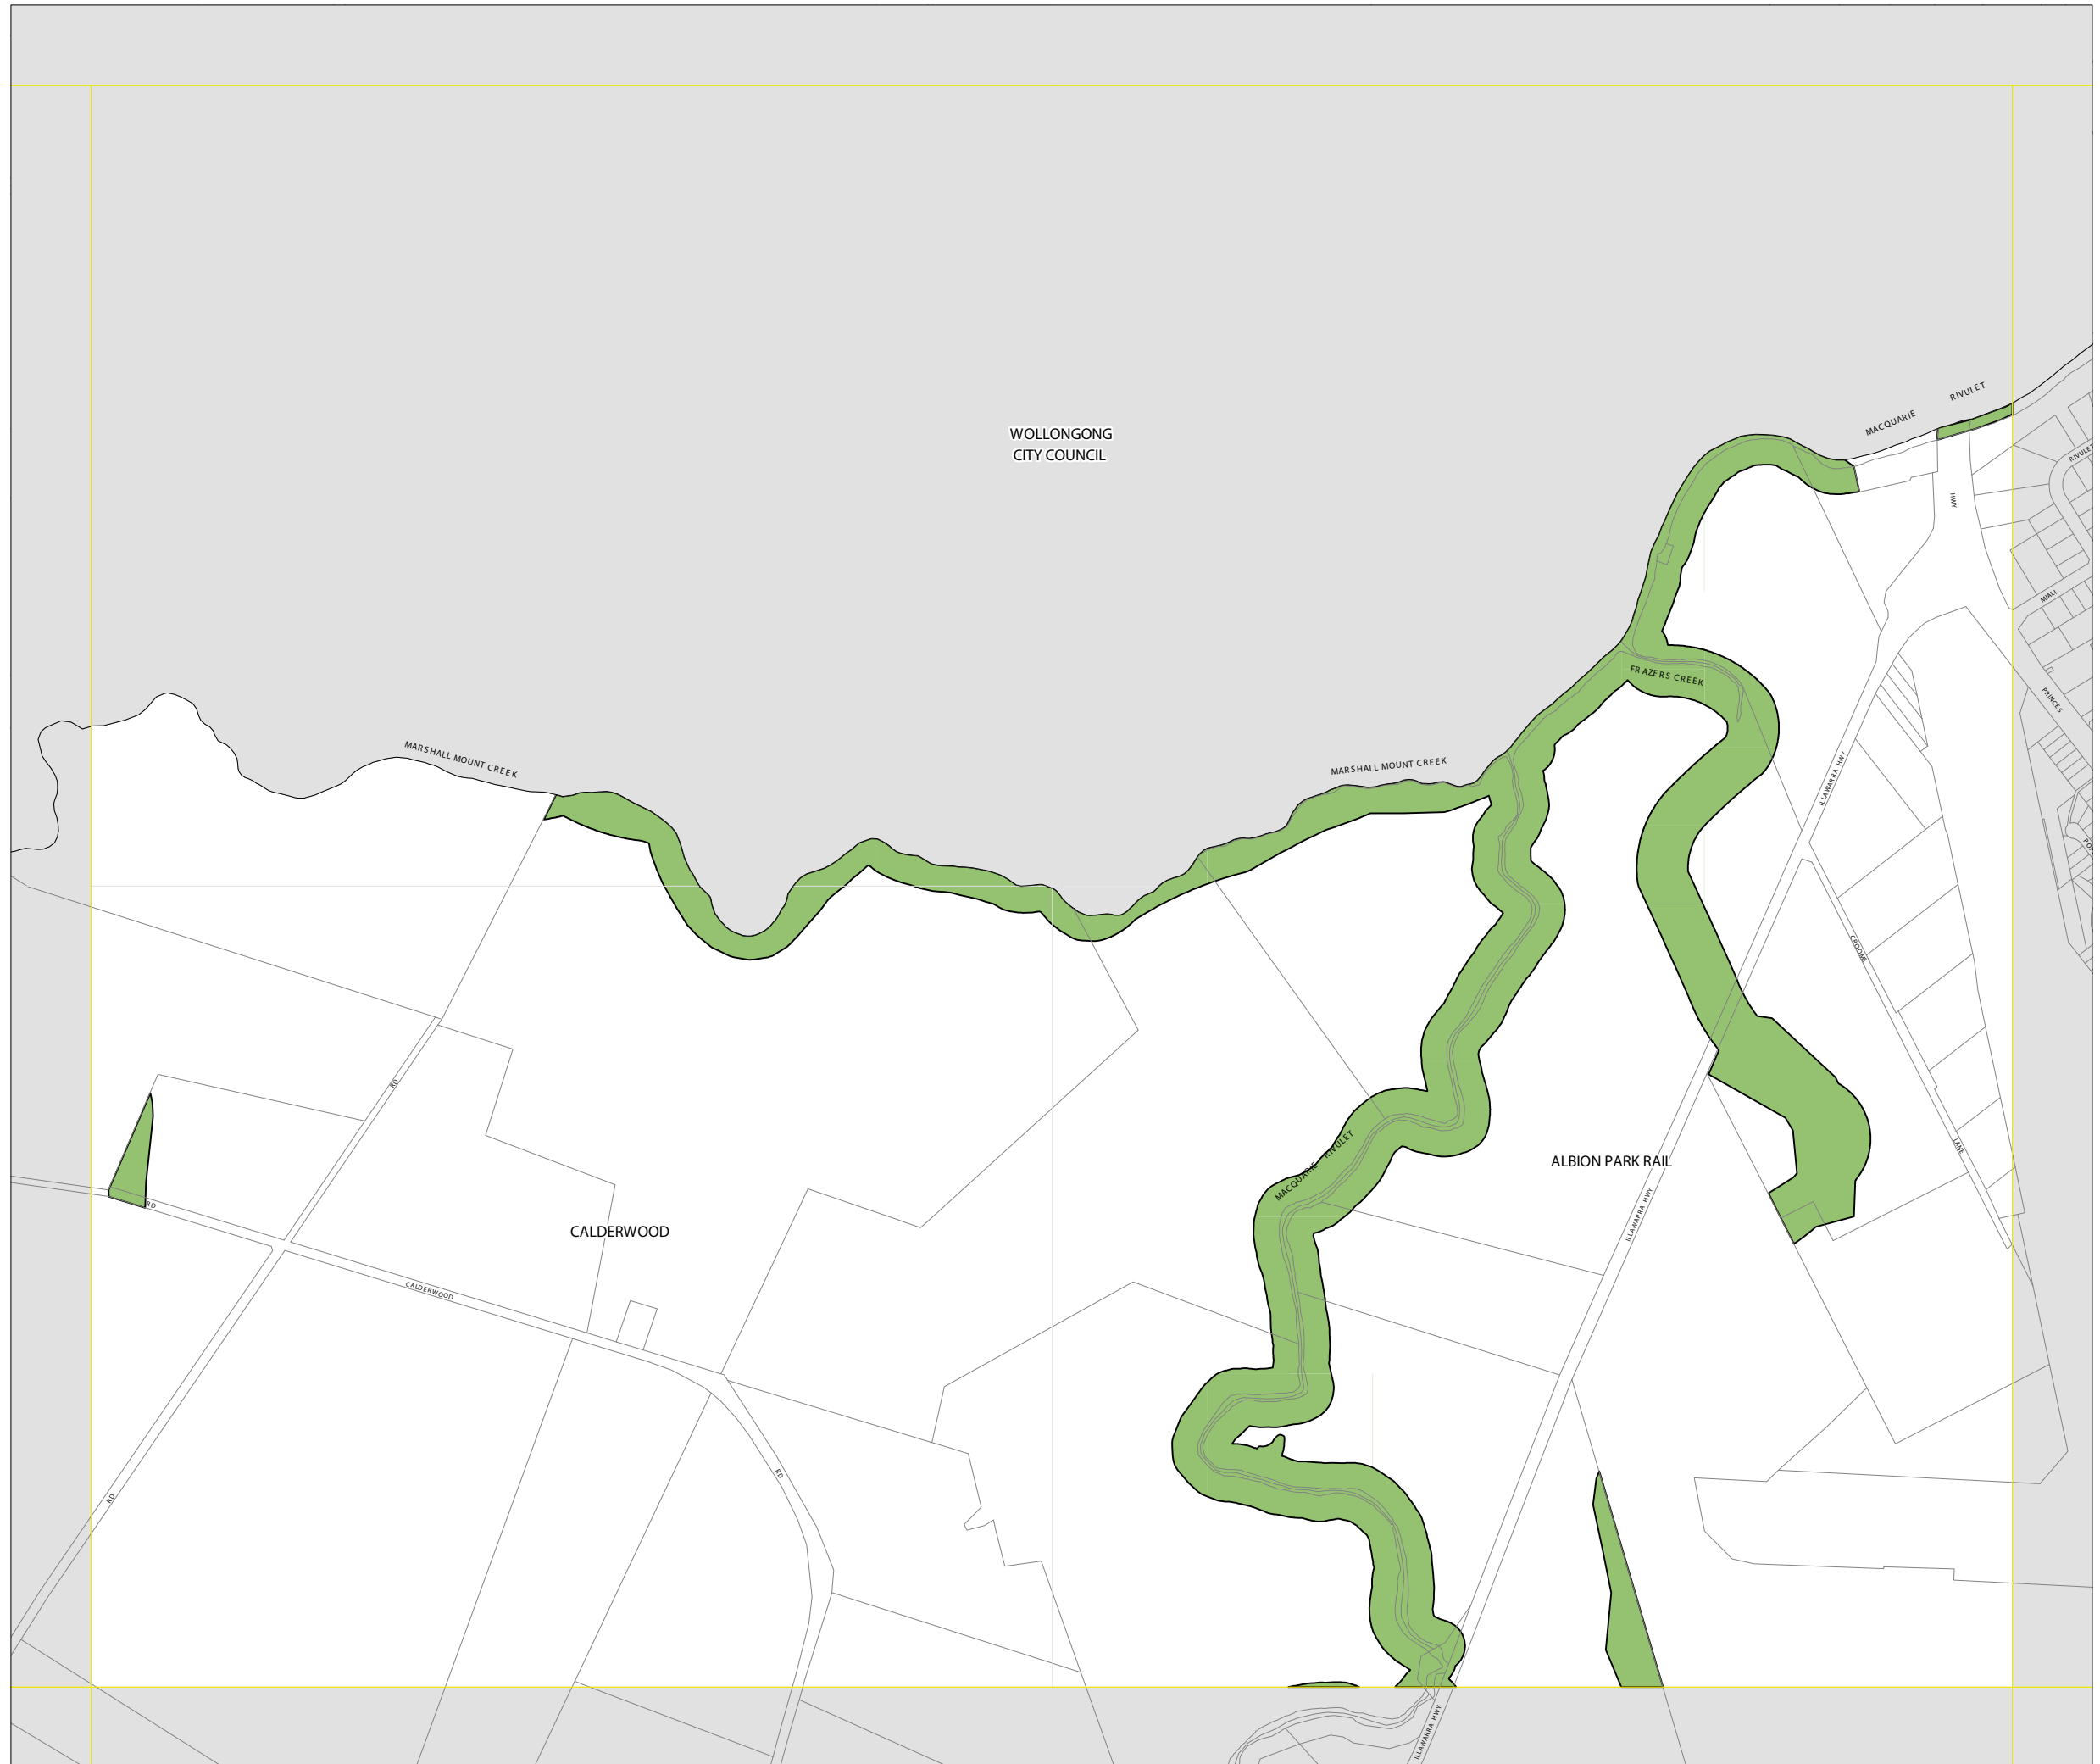 MACQUARIE RIVULET
WOLLONGONG
CITY COUNCIL
RIVULET
HWY
MIALL
FRAZERS CREEK
PRINCES
MARSHALL MOUNT CREEK
MARSHALL MOUNT CREEK
ILLAWARRA HWY
CROOME
RD
MACQUARIE RIVULET
ALBION PARK RAIL
LANE
RD
CALDERWOOD
ILLAWARRA HWY
CALDERWOOD
RD
RD
ILLAWARRA HWY